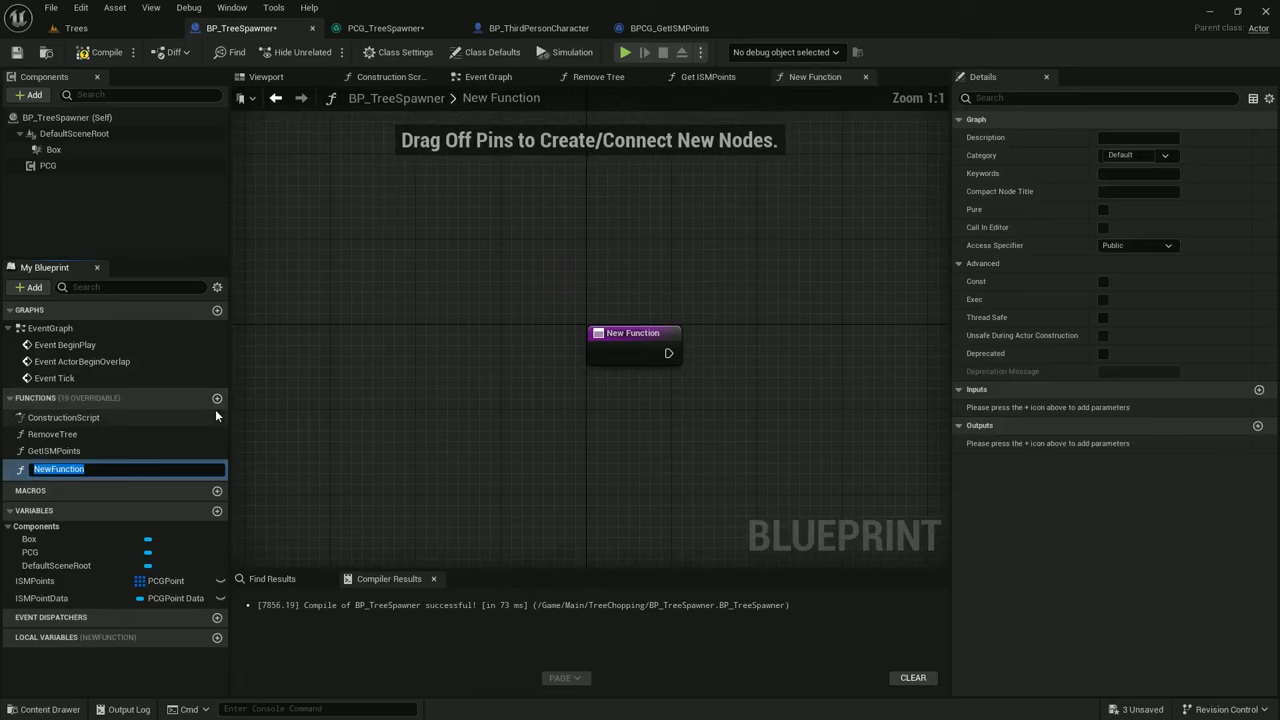 File Edit Asset View Debug Window Tools Help
Trees BP_TreeSpawner* PCG_TreeSpawner* BP_ThirdPersonCharacter BPCG_GetISMPoints
Parent class: Actor
Compile Diff Find Hide Unrelated Class Settings Class Defaults Simulation No debug object selected
Components
Add Search
BP_TreeSpawner (Self)
DefaultSceneRoot
Box
PCG
My Blueprint
Add Search
GRAPHS
EventGraph
Event BeginPlay
Event ActorBeginOverlap
Event Tick
FUNCTIONS (19 OVERRIDABLE)
ConstructionScript
RemoveTree
GetISMPoints
NewFunction
MACROS
VARIABLES
Components
Box
PCG
DefaultSceneRoot
ISMPoints PCGPoint
ISMPointData PCGPoint Data
EVENT DISPATCHERS
LOCAL VARIABLES (NEWFUNCTION)
Viewport Construction Scr... Event Graph Remove Tree Get ISMPoints New Function
BP_TreeSpawner > New Function Zoom 1:1
Drag Off Pins to Create/Connect New Nodes.
New Function
BLUEPRINT
Find Results Compiler Results
[7856.19] Compile of BP_TreeSpawner successful! [in 73 ms] (/Game/Main/TreeChopping/BP_TreeSpawner.BP_TreeSpawner)
PAGE CLEAR
Details
Search
Graph
Description
Category Default
Keywords
Compact Node Title
Pure
Call In Editor
Access Specifier Public
Advanced
Const
Exec
Thread Safe
Unsafe During Actor Construction
Deprecated
Deprecation Message
Inputs
Please press the + icon above to add parameters
Outputs
Please press the + icon above to add parameters
Content Drawer Output Log Cmd Enter Console Command 3 Unsaved Revision Control